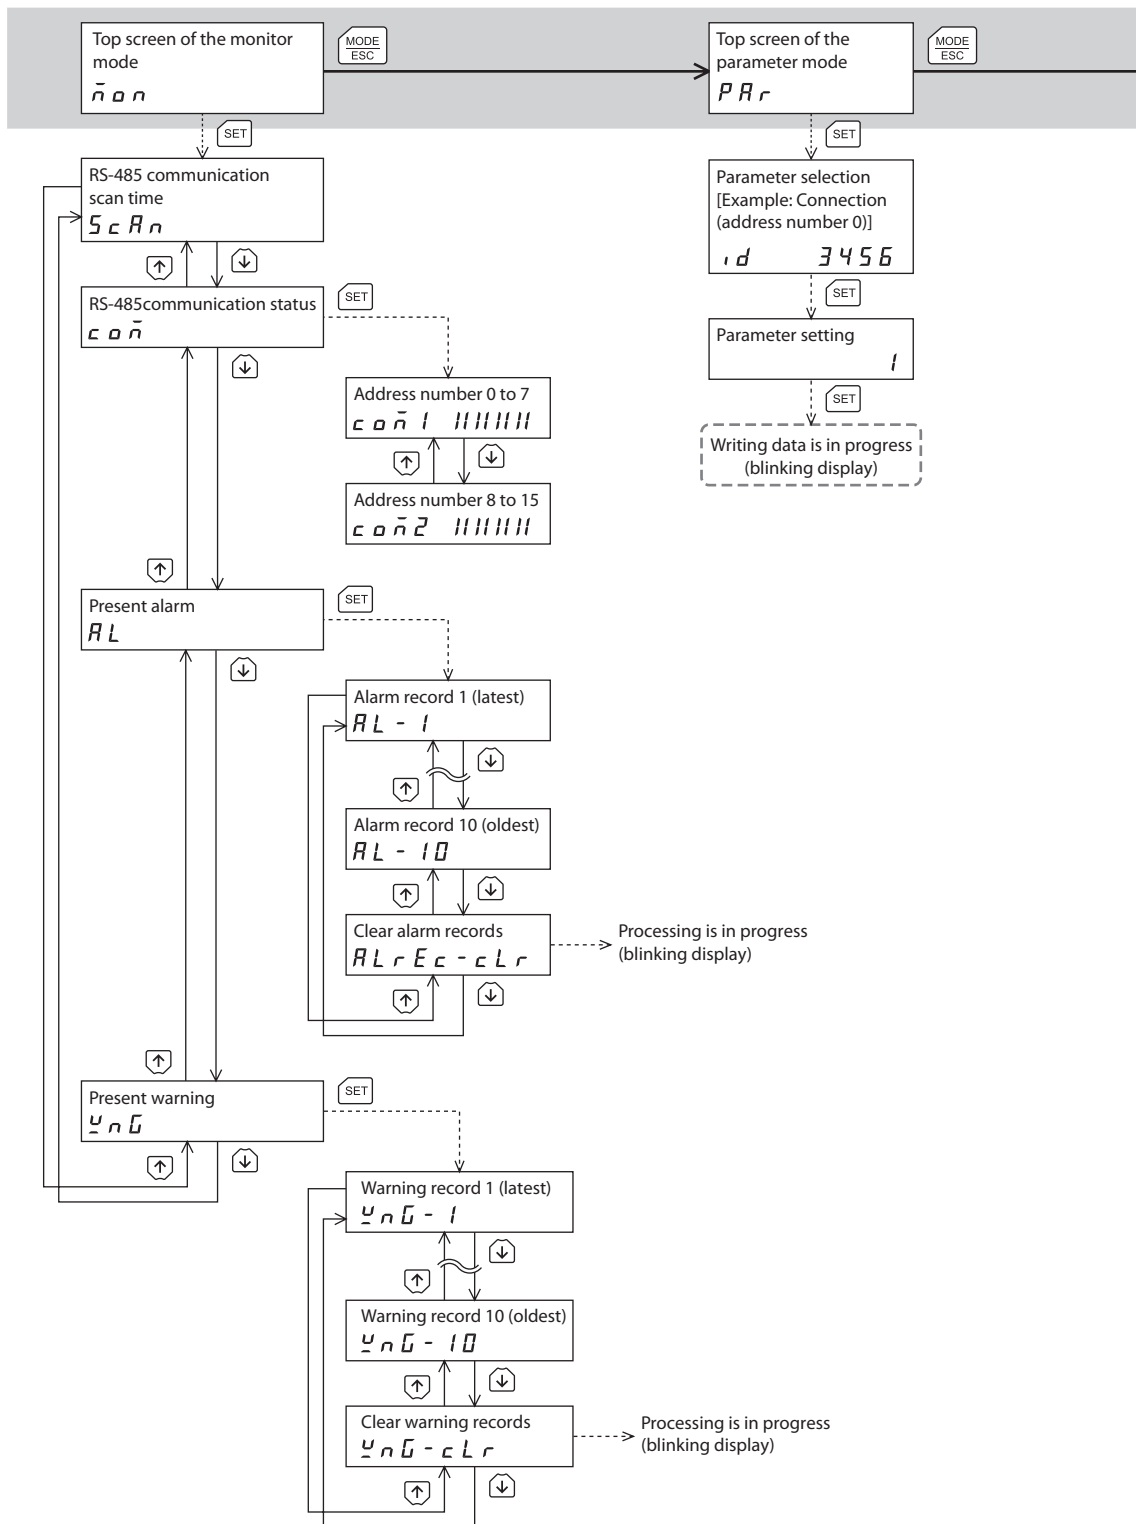 Top screen of the monitor
mode
mon
MODE
ESC
Top screen of the
parameter mode
PAr
MODE
ESC
SET
SET
RS-485 communication
scan time
ScAn
Parameter selection
[Example: Connection
(address number 0)]
id 3456
↑
↓
SET
RS-485communication status
com
SET
Parameter setting
1
↓
SET
Address number 0 to 7
com1 11111111
Writing data is in progress
(blinking display)
↑
↓
Address number 8 to 15
com2 11111111
↑
Present alarm
AL
SET
↓
Alarm record 1 (latest)
AL-1
↓
↑
Alarm record 10 (oldest)
AL-10
↑
↓
Clear alarm records
ALrEc-cLr
Processing is in progress
(blinking display)
↑
↓
↑
Present warning
WnG
SET
↑
↓
Warning record 1 (latest)
WnG-1
↓
↑
Warning record 10 (oldest)
WnG-10
↑
↓
Clear warning records
WnG-cLr
Processing is in progress
(blinking display)
↑
↓